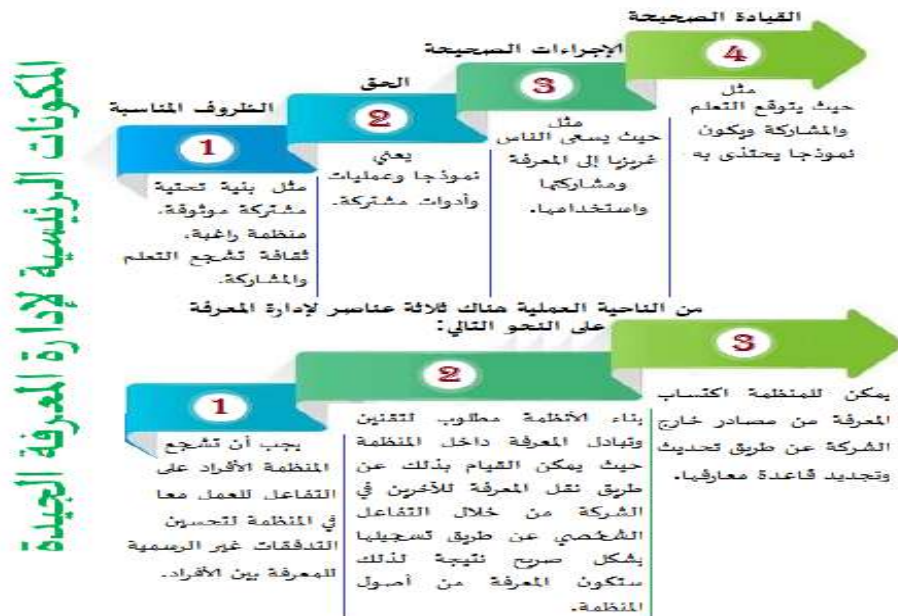 المكونات الرئيسية لإدارة المعرفة الجيدة
1
الظروف المناسبة
مثل بنية تحتية
مشتركة موثوقة،
منظمة راغبة،
ثقافة تشجع التعلم
والمشاركة.
2
الحق
يعني
نموذجا وعمليات
وأدوات مشتركة.
3
الإجراءات الصحيحة
مثل
حيث يسعى الناس
غريزيا إلى المعرفة
ومشاركتها
واستخدامها.
4
القيادة الصحيحة
مثل
حيث يتوقع التعلم
والمشاركة ويكون
نموذجا يحتذى به
من الناحية العملية هناك ثلاثة عناصر لإدارة المعرفة
على النحو التالي:
1
يجب أن تشجع
المنظمة الأفراد على
التفاعل للعمل معا
في المنظمة لتحسين
التدفقات غير الرسمية
للمعرفة بين الأفراد.
2
بناء الأنظمة مطلوب لتقنين
وتبادل المعرفة داخل المنظمة
حيث يمكن القيام بذلك عن
طريق نقل المعرفة للآخرين في
الشركة من خلال التفاعل
الشخصي عن طريق تسجيلها
بشكل صريح نتيجة لذلك
ستكون المعرفة من أصول
المنظمة.
3
يمكن للمنظمة اكتساب
المعرفة من مصادر خارج
الشركة عن طريق تحديث
وتجديد قاعدة معارفها.